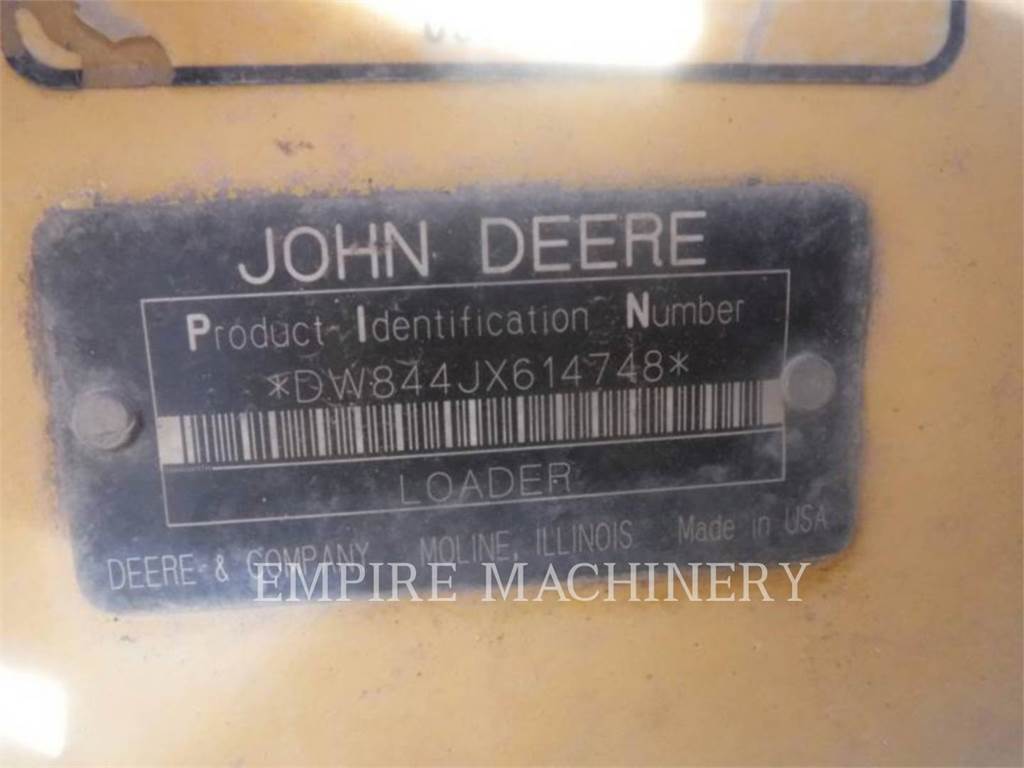 JOHN DEERE
Product Identification Number
*DW844JX614748*
LOADER
DEERE & COMPANY MOLINE, ILLINOIS Made in USA
EMPIRE MACHINERY